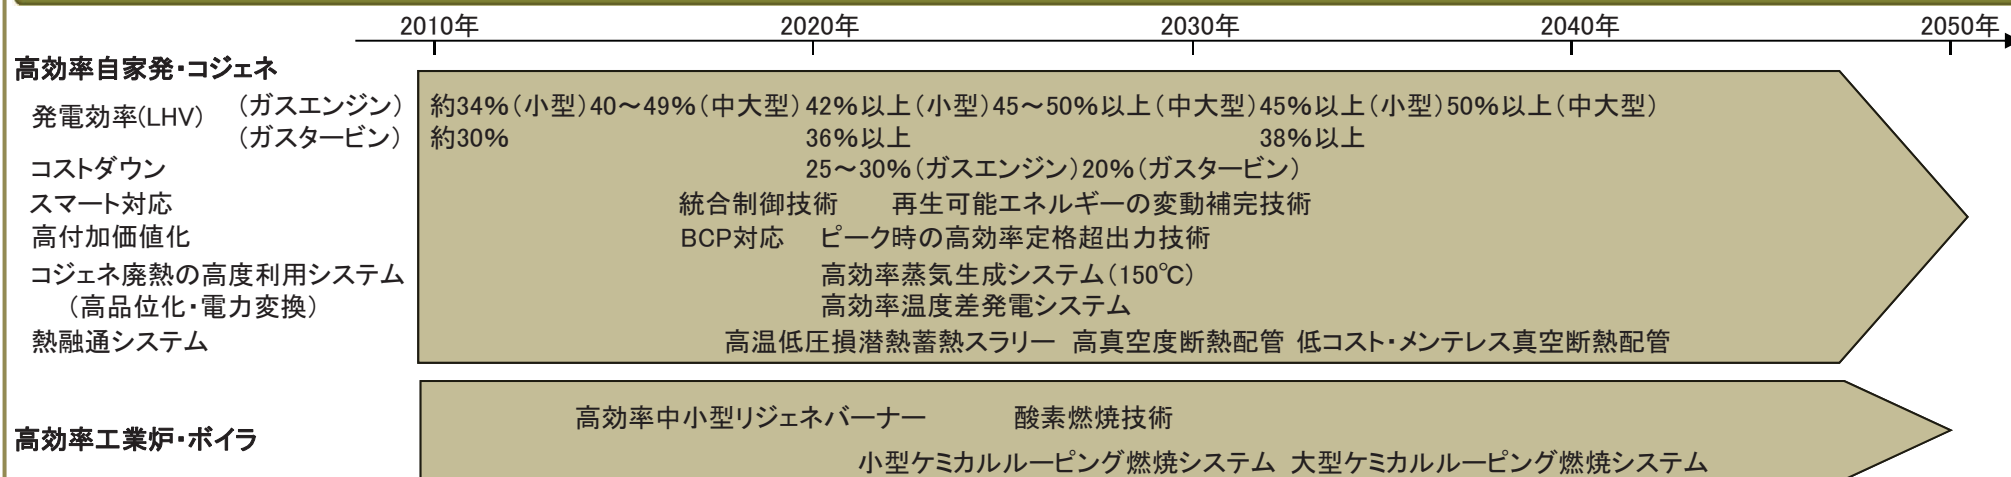 2010年 2020年 2030年 2040年 2050年
高効率自家発・コジェネ
発電効率(LHV) (ガスエンジン) 約34%(小型)40～49%(中大型) 42%以上(小型)45～50%以上(中大型) 45%以上(小型)50%以上(中大型)
(ガスタービン) 約30% 36%以上 38%以上
コストダウン 25～30%(ガスエンジン)20%(ガスタービン)
スマート対応 統合制御技術 再生可能エネルギーの変動補完技術
高付加価値化 BCP対応 ピーク時の高効率定格超出力技術
コジェネ廃熱の高度利用システム 高効率蒸気生成システム(150℃)
(高品位化・電力変換) 高効率温度差発電システム
熱融通システム 高温低圧損潜熱蓄熱スラリー 高真空度断熱配管 低コスト・メンテレス真空断熱配管
高効率中小型リジェネバーナー 酸素燃焼技術
高効率工業炉・ボイラ
小型ケミカルルーピング燃焼システム 大型ケミカルルーピング燃焼システム